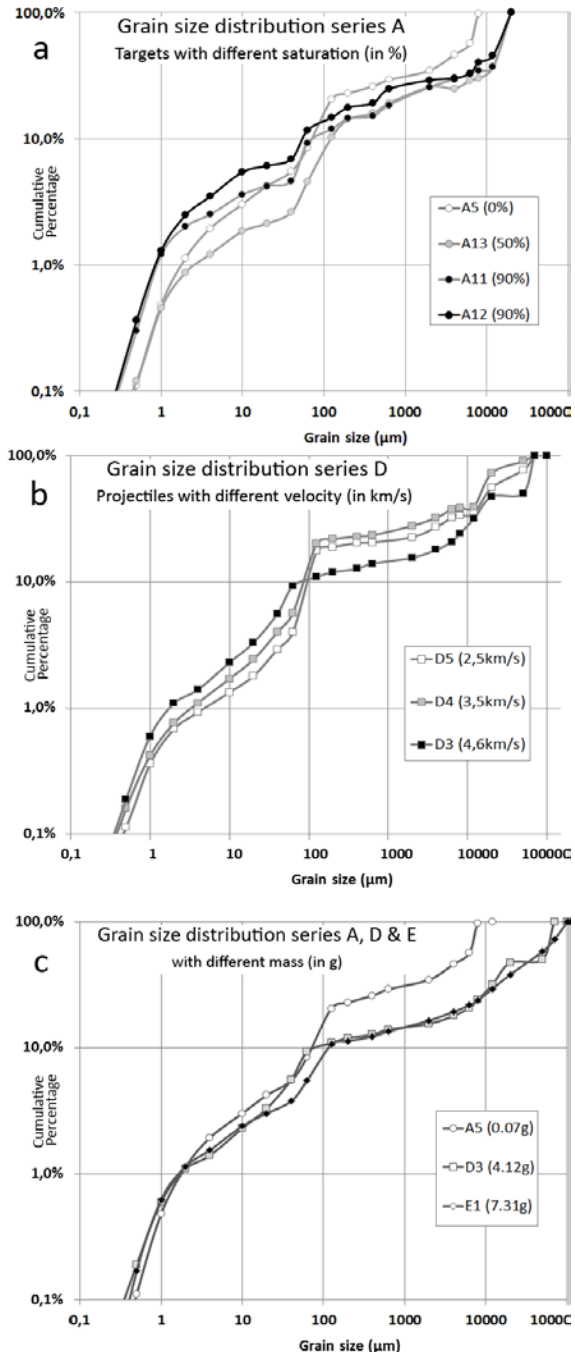 Grain size distribution series A
a
Targets with different saturation (in %)
100,0%
10,0%
1,0%
0,1%
Cumulative
Percentage
A5 (0%)
A13 (50%)
A11 (90%)
A12 (90%)
0,1 1 10 100 1000 10000 10000C
Grain size (µm)
Grain size distribution series D
b
Projectiles with different velocity (in km/s)
100,0%
10,0%
1,0%
0,1%
Cumulative
Percentage
D5 (2,5km/s)
D4 (3,5km/s)
D3 (4,6km/s)
0,1 1 10 100 1000 10000 10000C
Grain size (µm)
Grain size distribution series A, D & E
c
with different mass (in g)
100,0%
10,0%
1,0%
0,1%
Cumulative
Percentage
A5 (0.07g)
D3 (4.12g)
E1 (7.31g)
0,1 1 10 100 1000 10000
Grain size (µm)